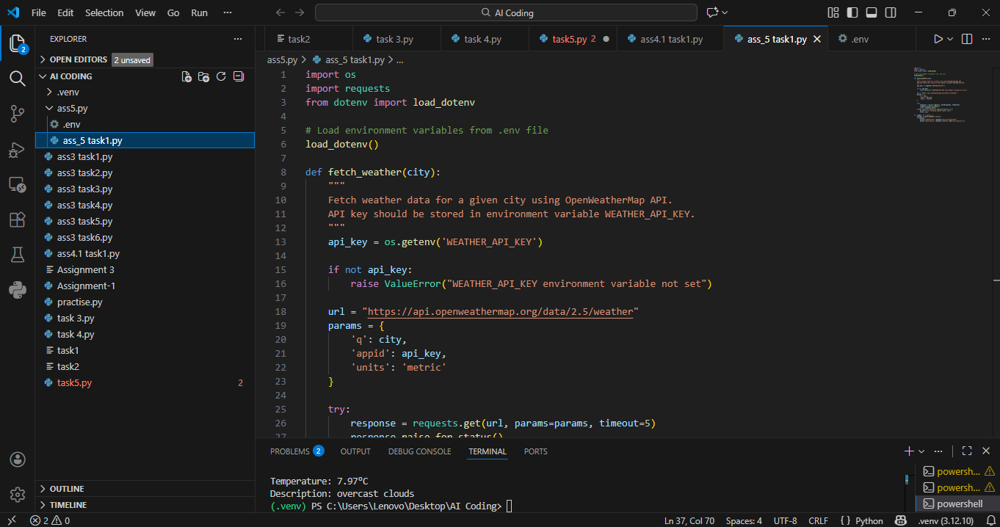 File Edit Selection View Go Run ··· AI Coding
EXPLORER ···
task2 task 3.py task 4.py task5.py 2 ass4.1 task1.py ass_5 task1.py .env ···
OPEN EDITORS 2 unsaved
AI CODING
.venv
ass5.py
.env
ass_5 task1.py
ass3 task1.py
ass3 task2.py
ass3 task3.py
ass3 task4.py
ass3 task5.py
ass3 task6.py
ass4.1 task1.py
Assignment 3
Assignment-1
practise.py
task 3.py
task 4.py
task1
task2
task5.py 2
OUTLINE
TIMELINE
2
ass5.py > ass_5 task1.py > ...
1 import os
2 import requests
3 from dotenv import load_dotenv
4
5 # Load environment variables from .env file
6 load_dotenv()
7
8 def fetch_weather(city):
9 """
10 Fetch weather data for a given city using OpenWeatherMap API.
11 API key should be stored in environment variable WEATHER_API_KEY.
12 """
13 api_key = os.getenv('WEATHER_API_KEY')
14
15 if not api_key:
16 raise ValueError("WEATHER_API_KEY environment variable not set")
17
18 url = "https://api.openweathermap.org/data/2.5/weather"
19 params = {
20 'q': city,
21 'appid': api_key,
22 'units': 'metric'
23 }
24
25 try:
26 response = requests.get(url, params=params, timeout=5)
27 response.raise_for_status()
PROBLEMS 2 OUTPUT DEBUG CONSOLE TERMINAL PORTS ···
Temperature: 7.97°C
Description: overcast clouds
(.venv) PS C:\Users\Lenovo\Desktop\AI Coding>
powersh...
powersh...
powershell
2 0 Ln 37, Col 70 Spaces: 4 UTF-8 CRLF {} Python .venv (3.12.10)